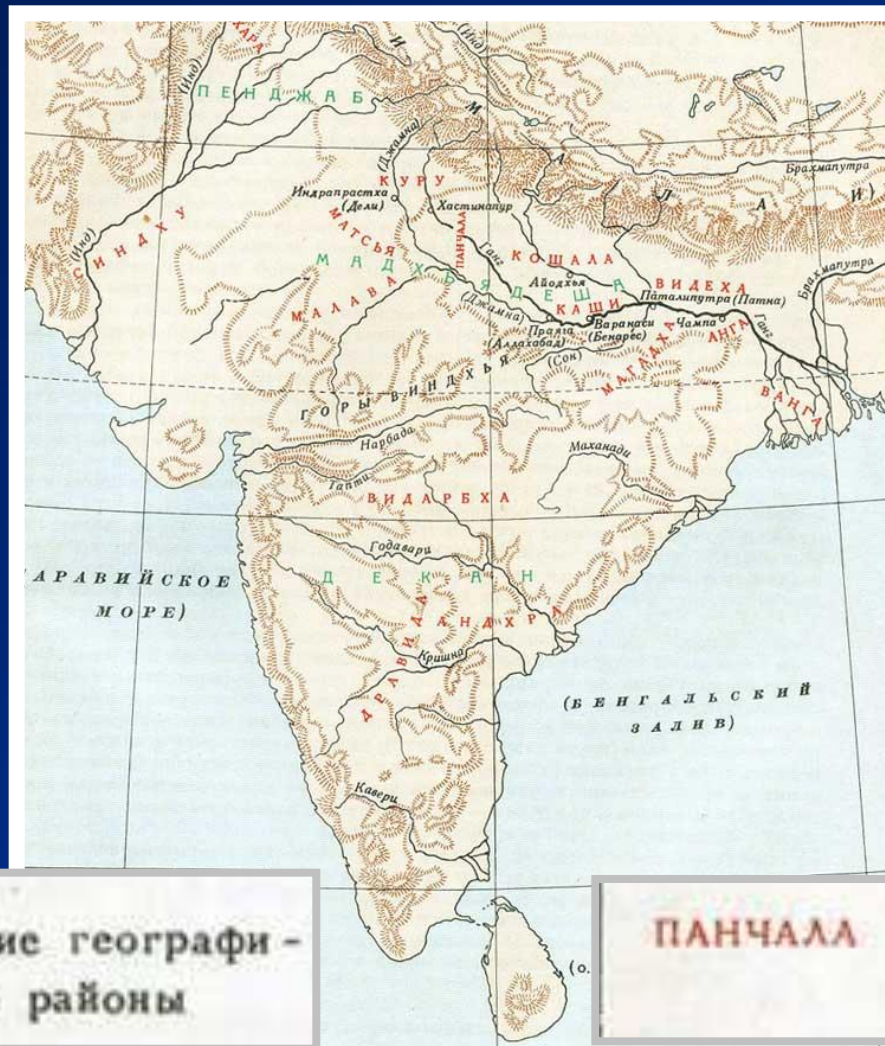 ХАРА
(Инд)
(Инд)
И
ПЕНДЖАБ
М
А
Брахмапутра
(Джамна)
КУРУ
Л
А
И)
Индрапрастха
(Дели)
Хастинапур
СИНДХУ
(Инд)
МАТСЬЯ
ПАНЧАЛА
Ганг
КОШАЛА
Брахмапутра
МАДХЬЯДЕША
Айодхья
ВИДЕХА
МАЛАВА
(Джамна)
КАШИ
Паталипутра (Патна)
Праяга
(Аллахабад)
Варанаси
(Бенарес)
Чампа
АНГА
Ганг
(Сон)
МАГАДХА
ГОРЫ ВИНДХЬЯ
ВАНГА
Нарбада
Маханади
Тапти
ВИДАРБХА
Годавари
ДЕКАН
АРАВИЙСКОЕ
МОРЕ)
АНДХРА
ДРАВИДА
Кришна
(БЕНГАЛЬСКИЙ
ЗАЛИВ)
Кавери
(о.
ие географи-
районы
ПАНЧАЛА